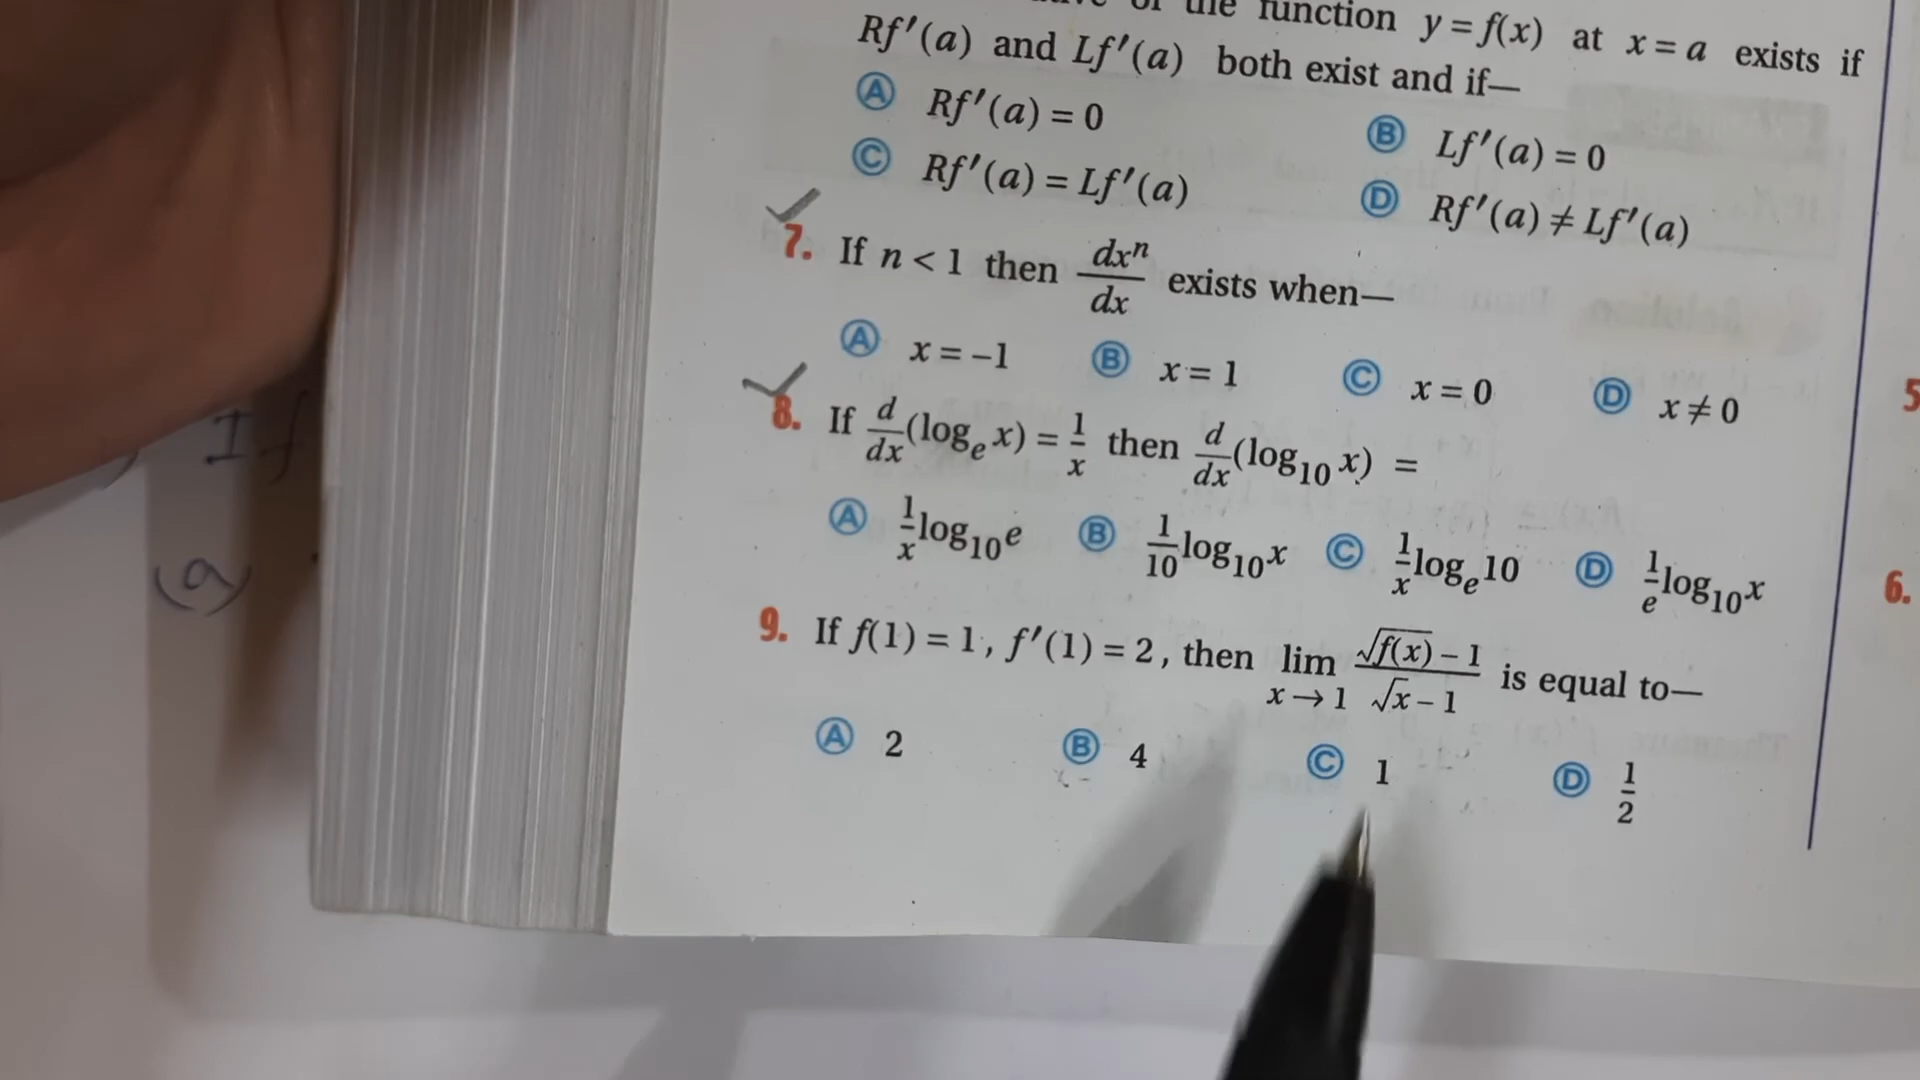 of the function y = f(x) at x = a exists if
Rf′(a) and Lf′(a) both exist and if—
Ⓐ Rf′(a) = 0 Ⓑ Lf′(a) = 0
Ⓒ Rf′(a) = Lf′(a) Ⓓ Rf′(a) ≠ Lf′(a)
7. If n < 1 then dxⁿ/dx exists when—
Ⓐ x = −1 Ⓑ x = 1 Ⓒ x = 0 Ⓓ x ≠ 0
8. If d/dx(logₑ x) = 1/x then d/dx(log₁₀ x) =
Ⓐ 1/x log₁₀ e Ⓑ 1/10 log₁₀ x Ⓒ 1/x logₑ 10 Ⓓ 1/e log₁₀ x
9. If f(1) = 1, f′(1) = 2, then lim x→1 (√f(x) − 1)/(√x − 1) is equal to—
Ⓐ 2 Ⓑ 4 Ⓒ 1 Ⓓ 1/2
5
6.
If
(a)